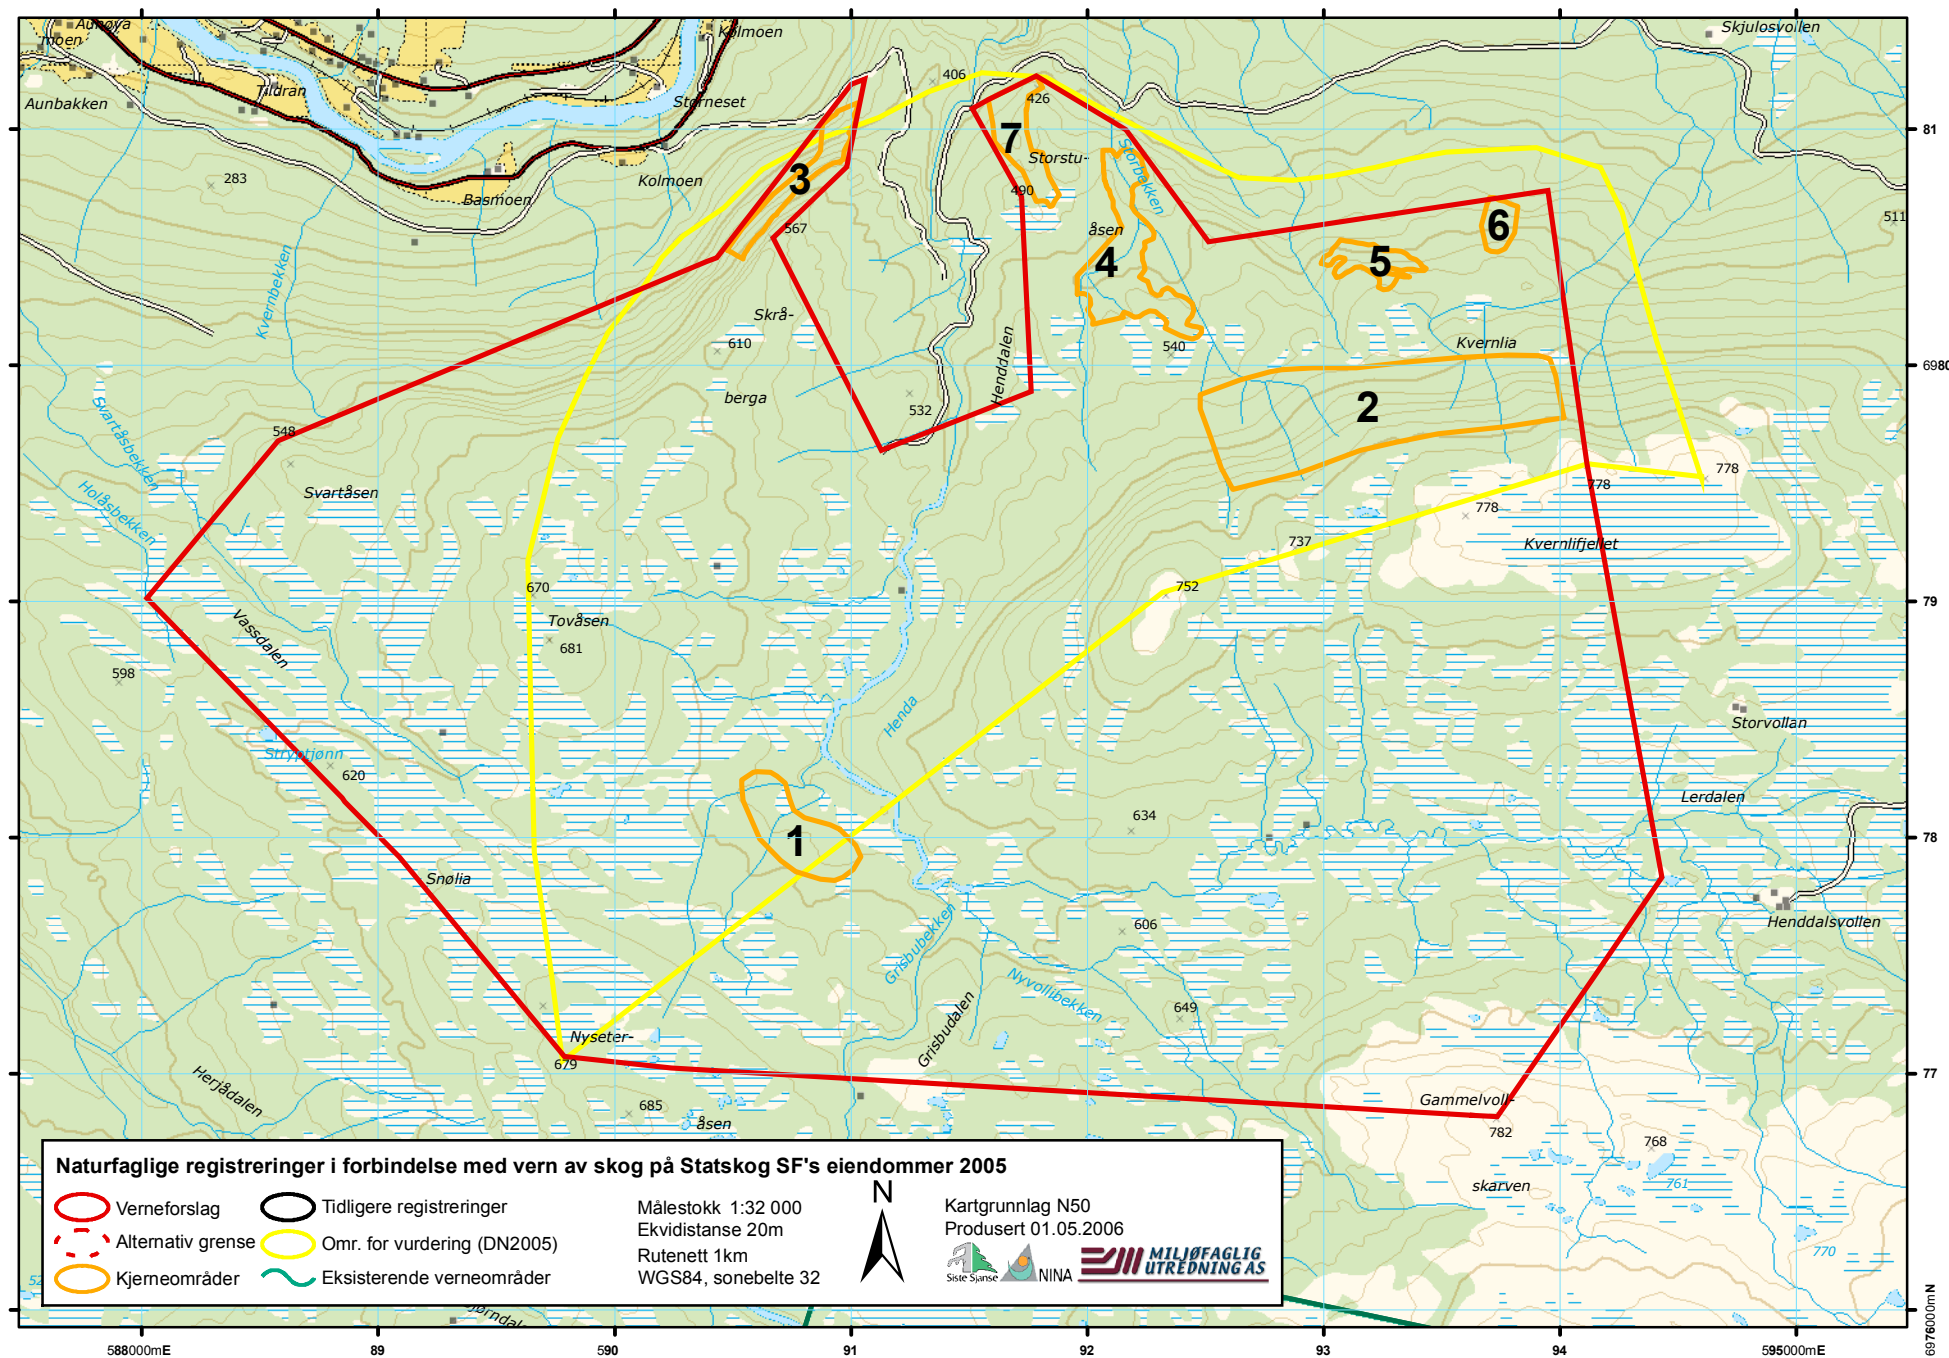 Aunøya
moen
Aunbakken
Tildran
Kolmoen
Storneset
Skjulosvollen
406
426
81
283
Basmoen
Kolmoen
3
7
Storstu-
490
Storbekken
511
Kvernbekken
567
åsen
4
5
6
Skrå-
610
berga
532
Henddalen
540
Kvernlia
6980
2
548
Svartåsen
Svartåsbekken
Holåsbekken
778
778
778
737
Kvernlifjellet
752
79
670
Tovåsen
681
Vassdalen
598
Henda
Stryptjønn
620
Storvollan
Lerdalen
634
78
1
Snølia
Henddalsvollen
606
Grisbubekken
Nyvollibekken
649
Grisbudalen
Nyseter-
679
77
Herjådalen
685
åsen
Gammelvoll-
782
768
skarven
761
770
Naturfaglige registreringer i forbindelse med vern av skog på Statskog SF's eiendommer 2005
Verneforslag
Alternativ grense
Kjerneområder
Tidligere registreringer
Omr. for vurdering (DN2005)
Eksisterende verneområder
Målestokk 1:32 000
Ekvidistanse 20m
Rutenett 1km
WGS84, sonebelte 32
N
Kartgrunnlag N50
Produsert 01.05.2006
Siste Sjanse
NINA
MILJØFAGLIG
UTREDNING AS
6976000mN
588000mE
89
590
91
92
93
94
595000mE